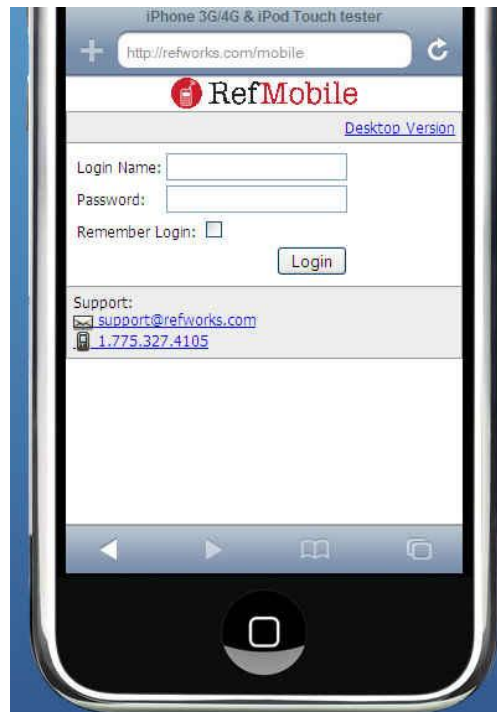 iPhone 3G/4G & iPod Touch tester
http://refworks.com/mobile
RefMobile
Desktop Version
Login Name:
Password:
Remember Login:
Login
Support:
support@refworks.com
1.775.327.4105